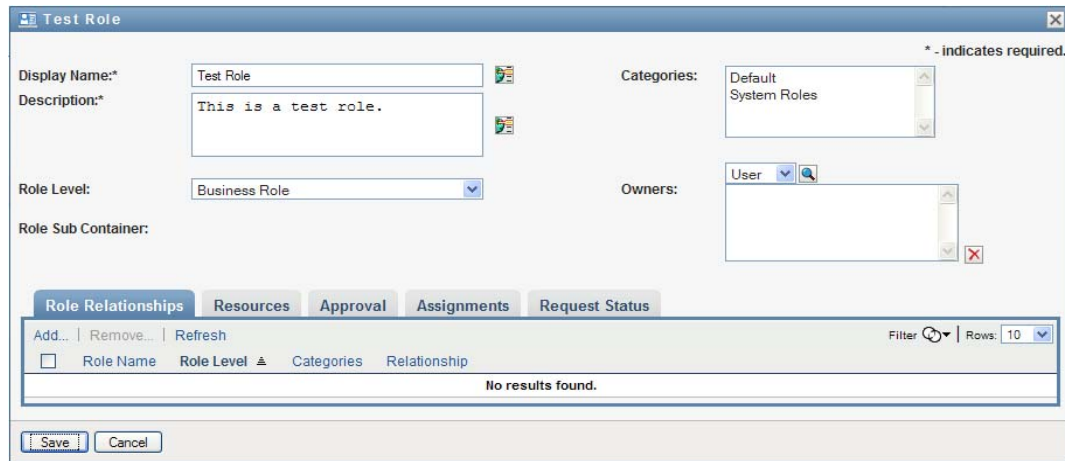 Test Role
* - indicates required.
Display Name:*
Test Role
Categories:
Default
System Roles
Description:*
This is a test role.
Role Level:
Business Role
Owners:
User
Role Sub Container:
Role Relationships Resources Approval Assignments Request Status
Add... | Remove... | Refresh
Filter | Rows: 10
Role Name Role Level Categories Relationship
No results found.
Save Cancel